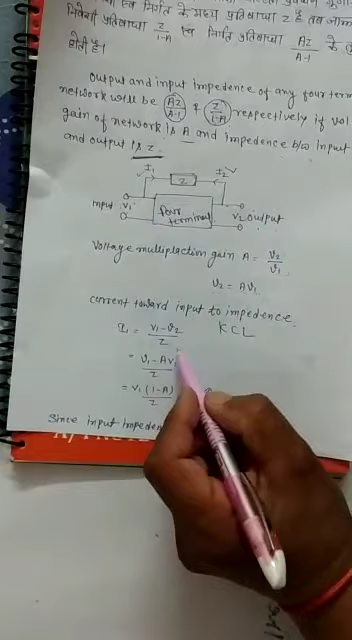 निवेशी प्रतिबाधा Z/(1-A) एवं निर्गत प्रतिबाधा AZ/(A-1) के
होती है।
Output and input impedence of any four term
network will be (AZ/(A-1)) & (Z/(1-A)) respectively if vol
gain of network is A and impedence b/w input
and output is Z.
I1 Z I2
input V1 four terminal V2 output
Voltage multiplaction gain A = V2/V1
V2 = AV1
current toward input to impedence.
I1 = (V1-V2)/Z KCL
= (V1-AV1)/Z
= V1(1-A)/Z
Since input impeden